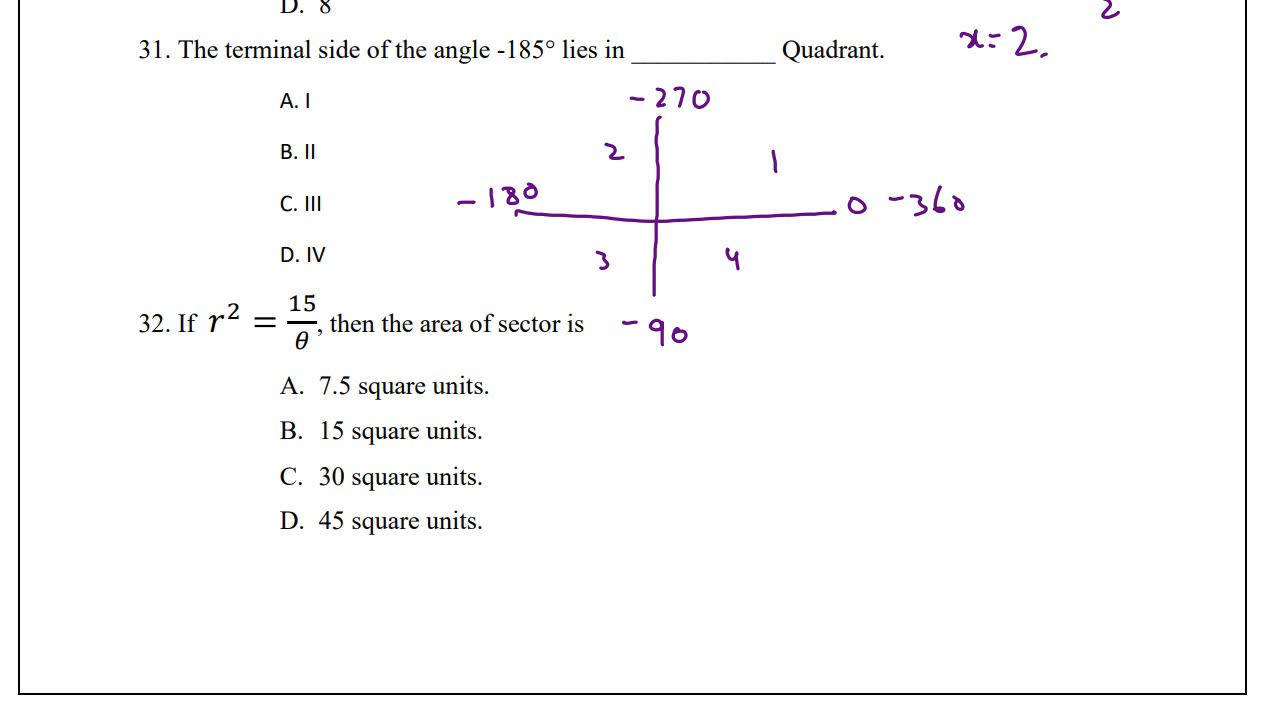 D. 8
2
31. The terminal side of the angle -185° lies in ___________ Quadrant.
x=2.
A. I
-270
B. II
2
1
C. III
-180
0 -360
D. IV
3
4
32. If r² = 15/θ, then the area of sector is
-90
A. 7.5 square units.
B. 15 square units.
C. 30 square units.
D. 45 square units.